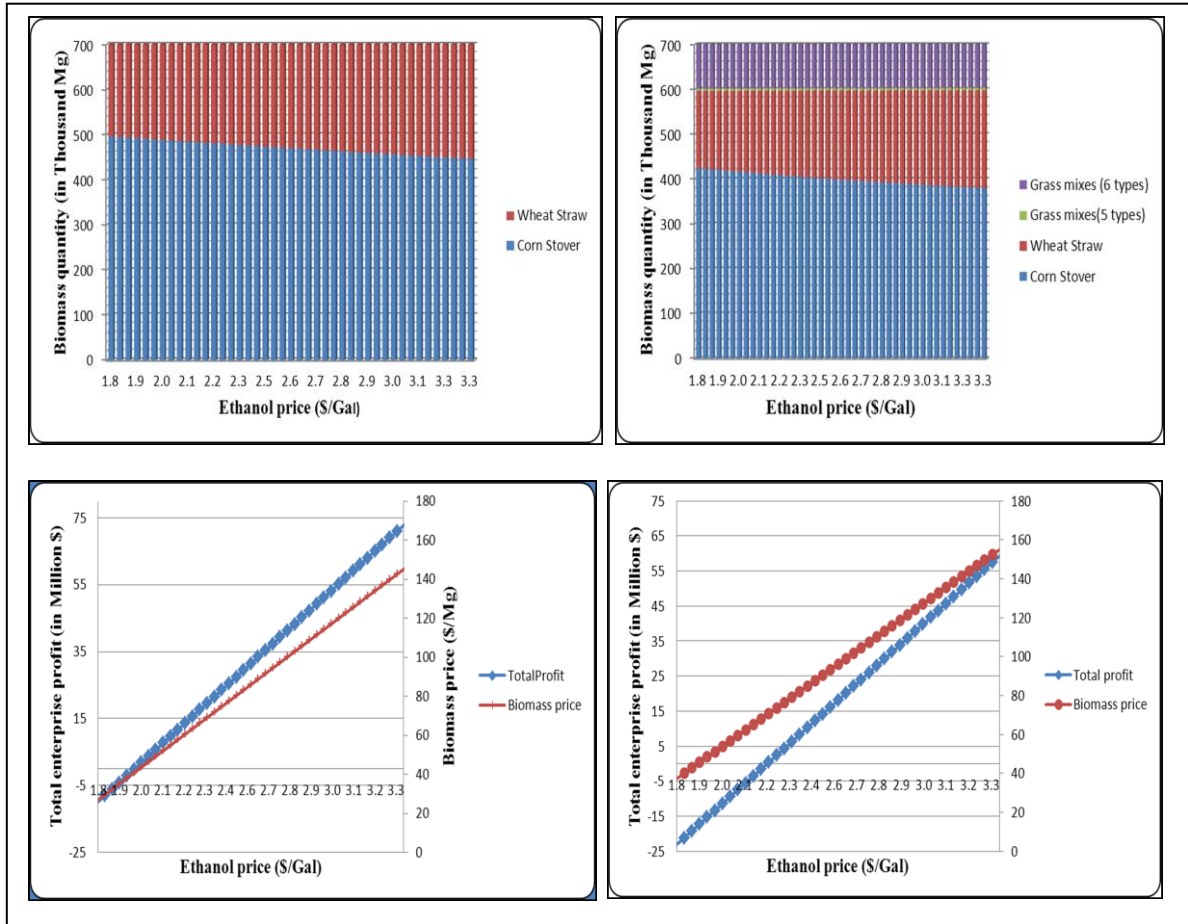 Biomass quantity (in Thousand Mg)
700
600
500
400
300
200
100
0
1.8 1.9 2.0 2.1 2.2 2.3 2.5 2.6 2.7 2.8 2.9 3.0 3.1 3.3 3.3
Ethanol price ($/Gal)
Wheat Straw
Corn Stover
Biomass quantity (in Thousand Mg)
700
600
500
400
300
200
100
0
1.8 1.9 2.0 2.1 2.2 2.3 2.5 2.6 2.7 2.8 2.9 3.0 3.1 3.3 3.3
Ethanol price ($/Gal)
Grass mixes (6 types)
Grass mixes(5 types)
Wheat Straw
Corn Stover
Total enterprise profit (in Million $)
75
55
35
15
-5
-25
1.8 1.9 2.0 2.1 2.2 2.3 2.4 2.6 2.7 2.8 2.9 3.0 3.1 3.2 3.3
Ethanol price ($/Gal)
180
160
140
120
100
80
60
40
20
0
Biomass price ($/Mg)
TotalProfit
Biomass price
Total enterprise profit (in Million $)
75
65
55
45
35
25
15
5
-5
-15
-25
1.8 1.9 2.0 2.1 2.2 2.3 2.4 2.6 2.7 2.8 2.9 3.0 3.1 3.2 3.3
Ethanol price ($/Gal)
180
160
140
120
100
80
60
40
20
0
Total profit
Biomass price